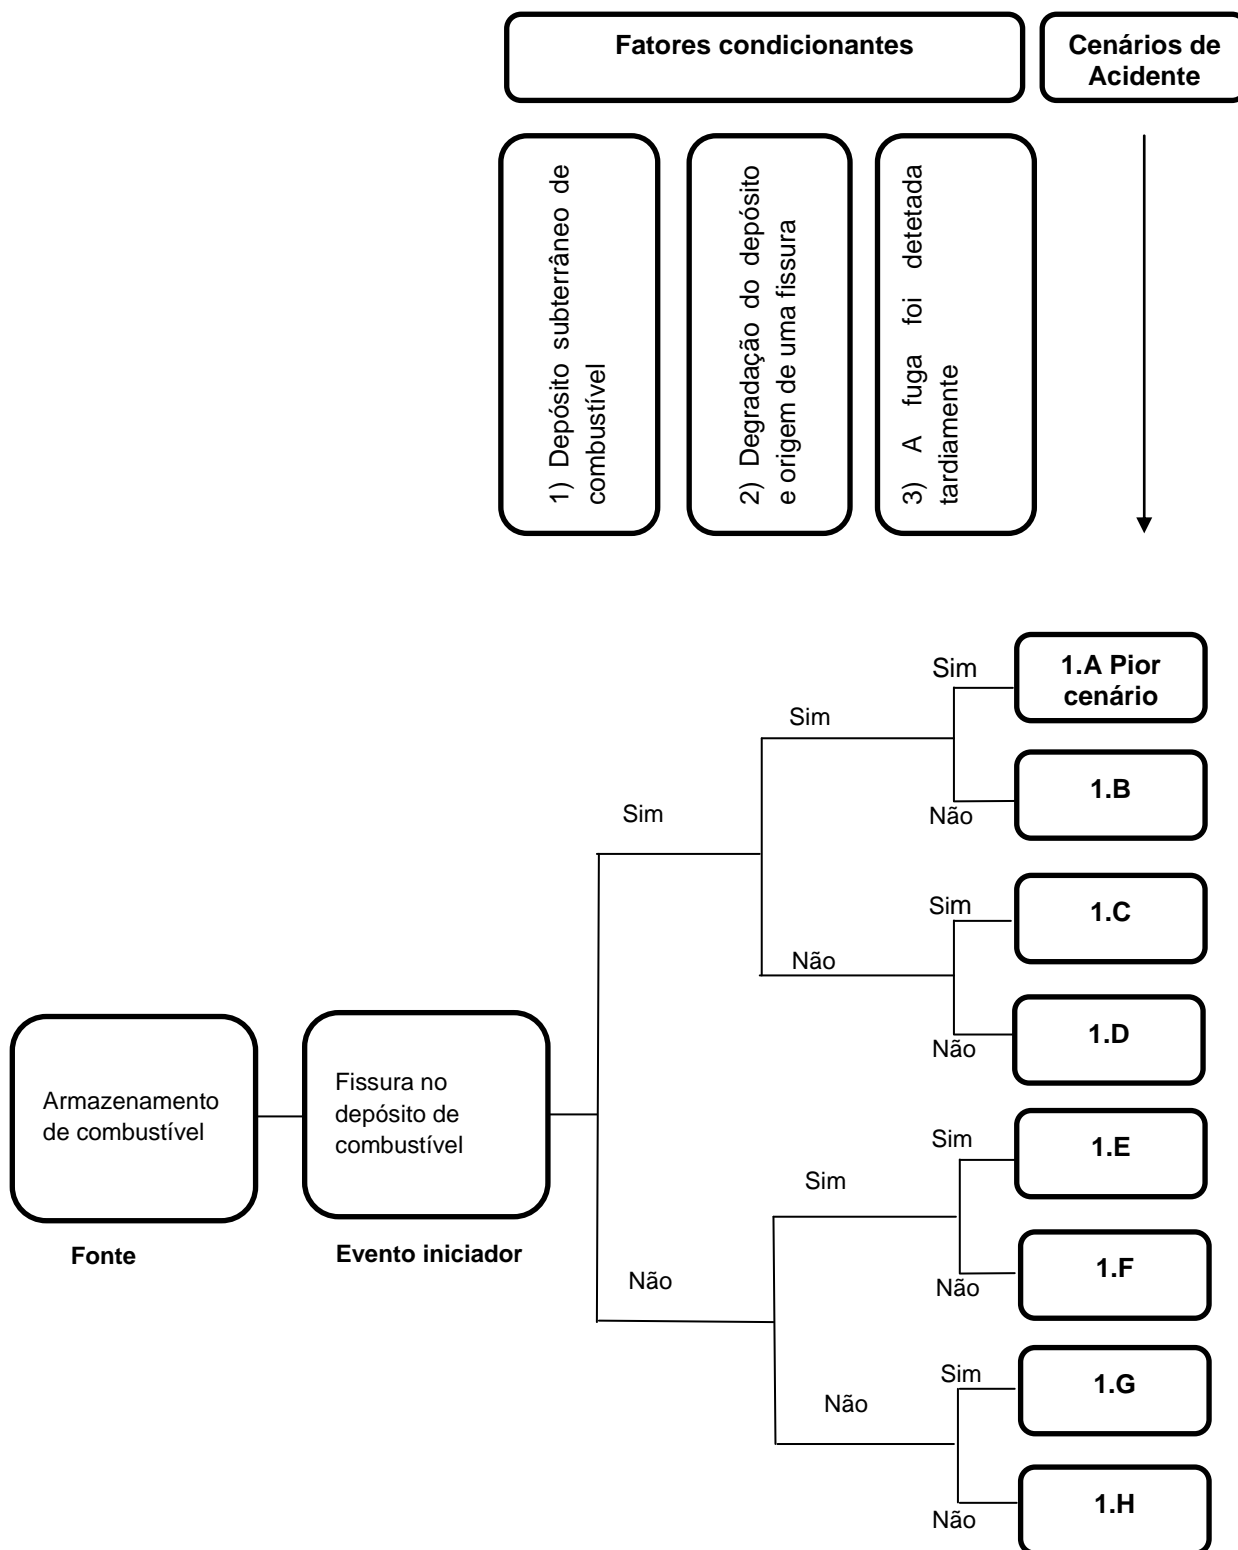 Fatores condicionantes
Cenários de
Acidente
1) Depósito subterrâneo de
combustível
2) Degradação do depósito
e origem de uma fissura
3) A fuga foi detetada
tardiamente
Sim
1.A Pior
cenário
Sim
1.B
Não
Sim
Sim
1.C
Não
1.D
Não
Armazenamento
de combustível
Fissura no
depósito de
combustível
Sim
1.E
Sim
Fonte
Evento iniciador
Não
1.F
Não
Sim
1.G
Não
1.H
Não